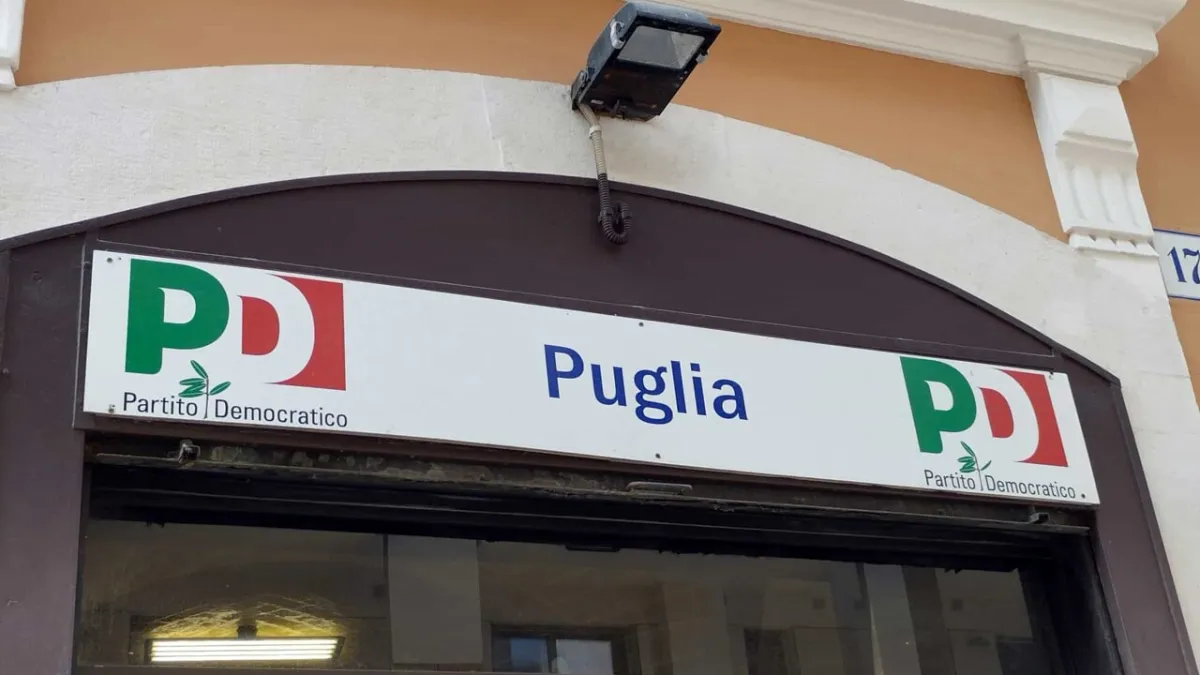 PD
Partito Democratico
Puglia
PD
Partito Democratico
17